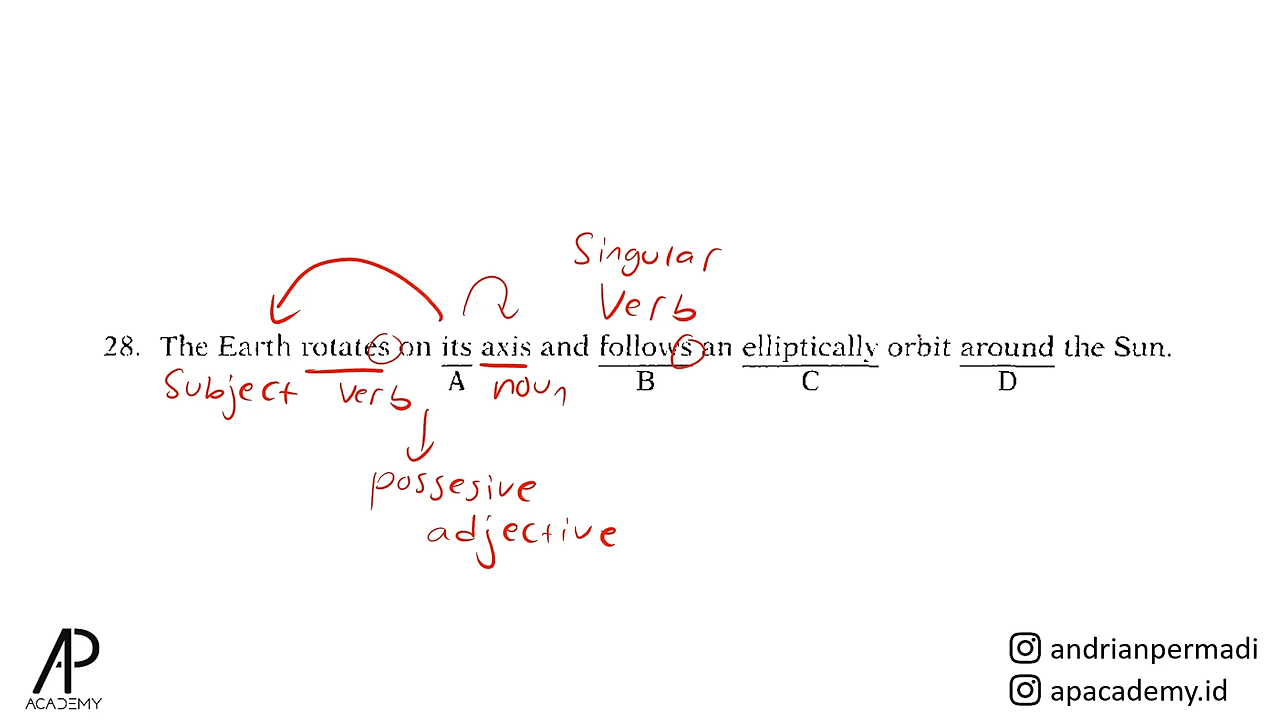 Singular
Verb
28. The Earth rotates on its axis and follows an elliptically orbit around the Sun.
A B C D
Subject verb noun
possesive
adjective
AP
ACADEMY
andrianpermadi
apacademy.id